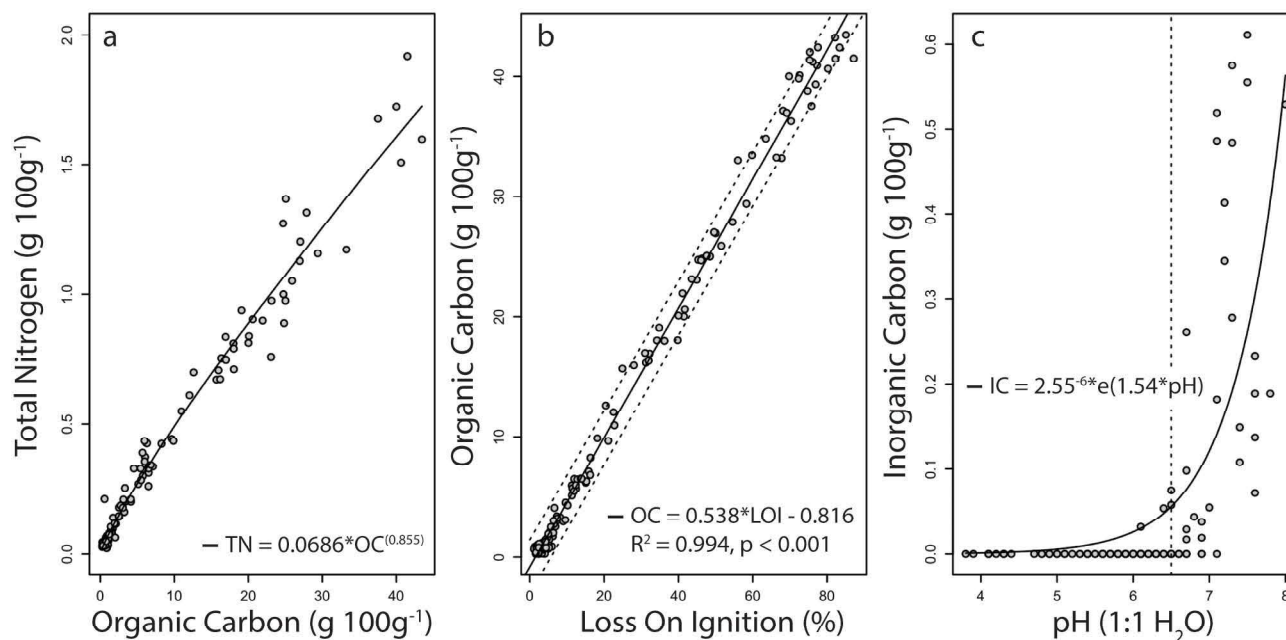 a
Total Nitrogen (g 100g⁻¹)
0.0
0.5
1.0
1.5
2.0
TN = 0.0686*OC⁽⁰·⁸⁵⁵⁾
0 10 20 30 40
Organic Carbon (g 100g⁻¹)
b
Organic Carbon (g 100g⁻¹)
0
10
20
30
40
OC = 0.538*LOI - 0.816
R² = 0.994, p < 0.001
0 20 40 60 80
Loss On Ignition (%)
c
Inorganic Carbon (g 100g⁻¹)
0.0
0.1
0.2
0.3
0.4
0.5
0.6
IC = 2.55⁻⁶*e(1.54*pH)
4 5 6 7 8
pH (1:1 H₂O)